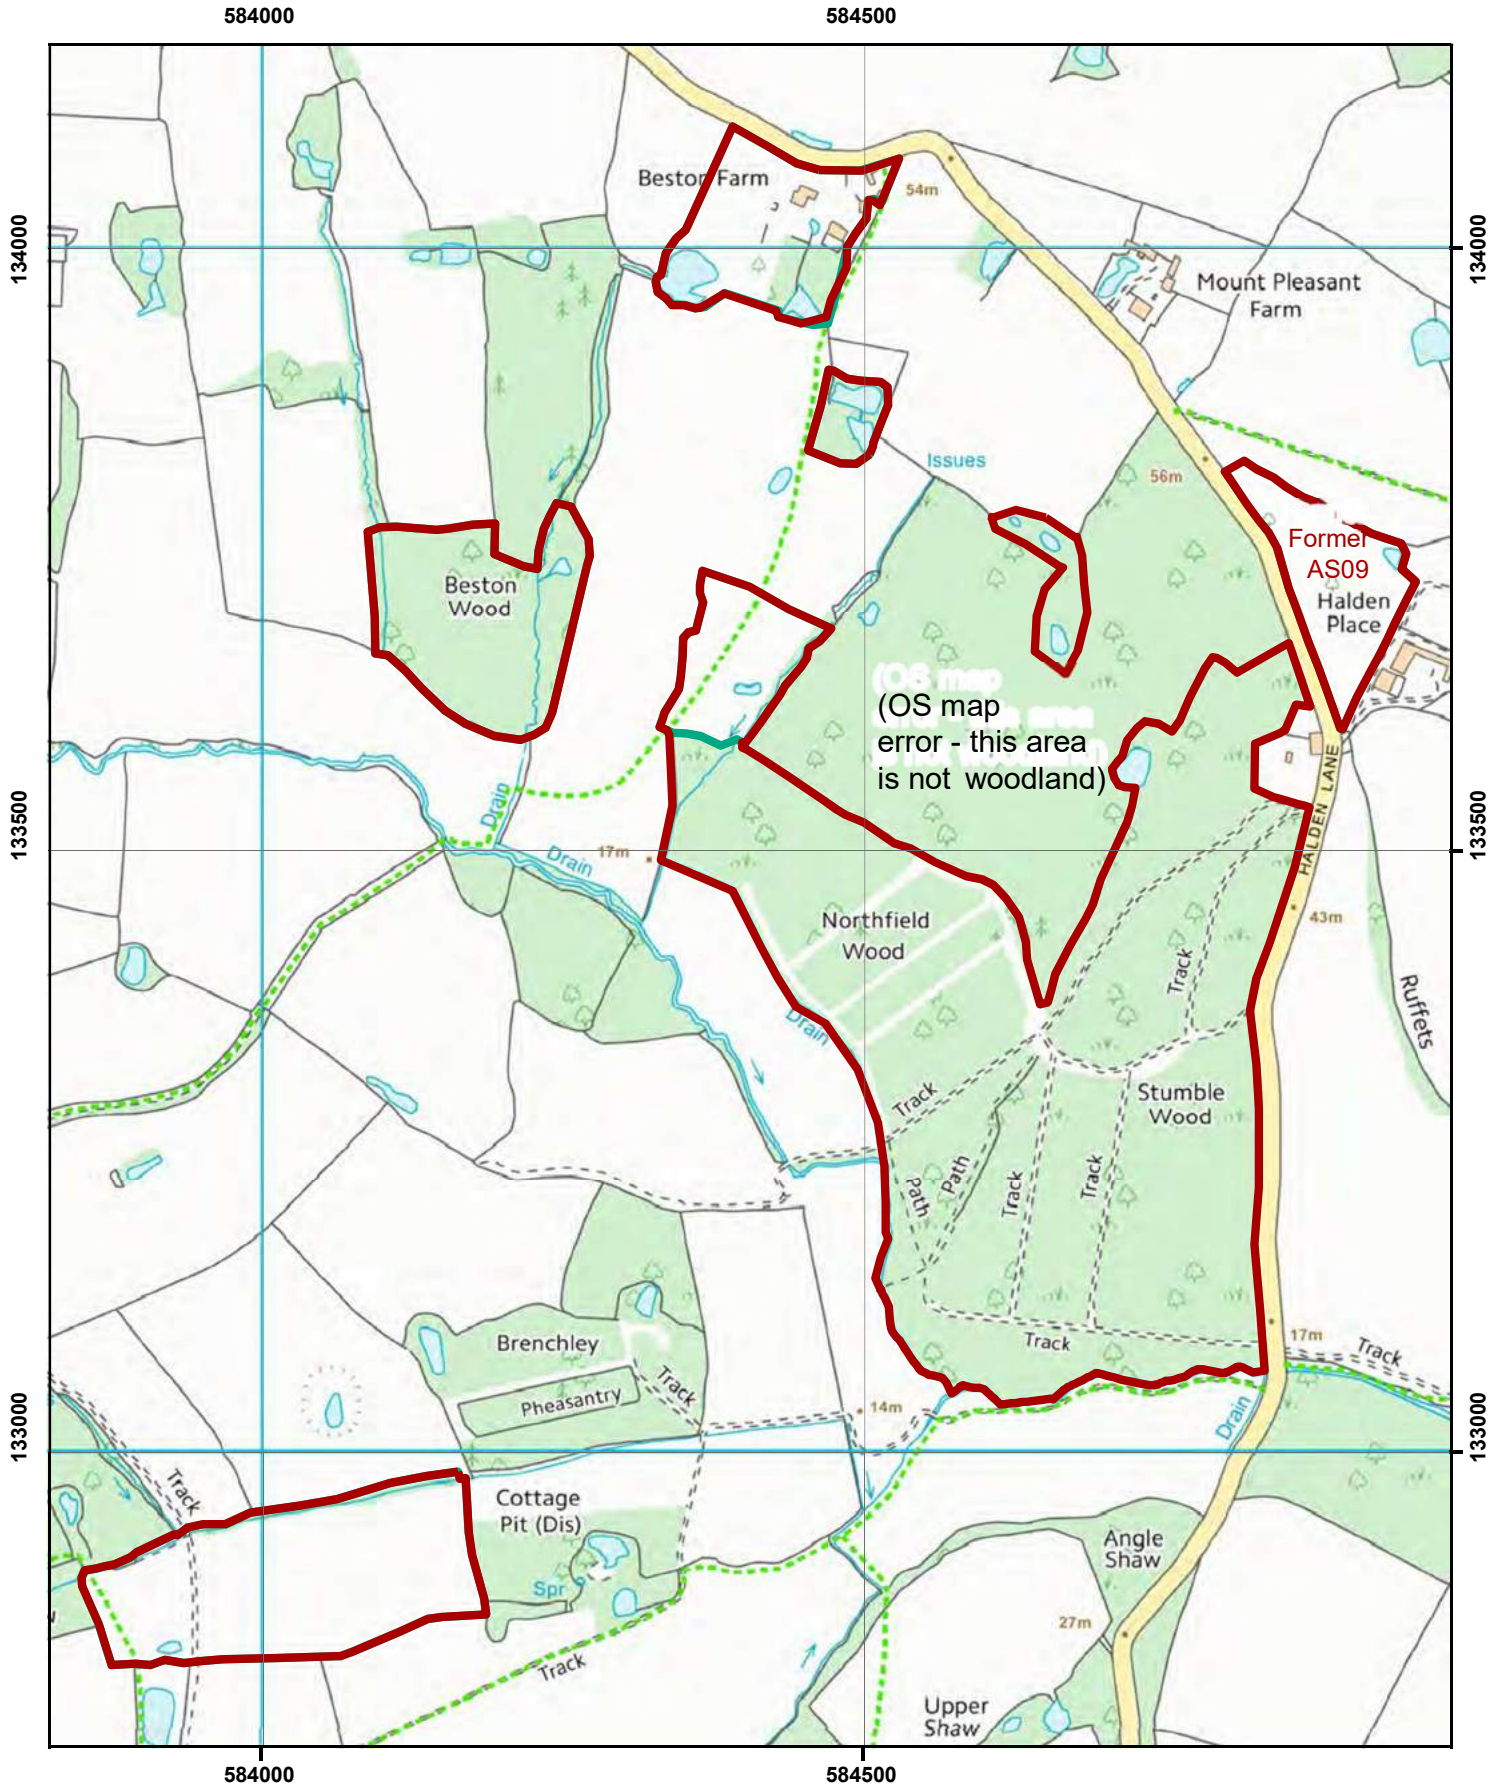 584000
584500
Beston Farm
54m
134000
134000
Mount Pleasant
Farm
Issues
56m
Former
AS09
Halden
Place
Beston
Wood
(OS map
error - this area
is not woodland)
HALDEN LANE
Drain
133500
133500
17m
Drain
Northfield
Wood
43m
Track
Ruffets
Drain
Track
Stumble
Wood
Path
Path
Track
Track
Brenchley
Track
17m
Track
Track
Pheasantry
14m
Drain
133000
133000
Track
Cottage
Pit (Dis)
Angle
Shaw
Spr
27m
Track
Upper
Shaw
584000
584500